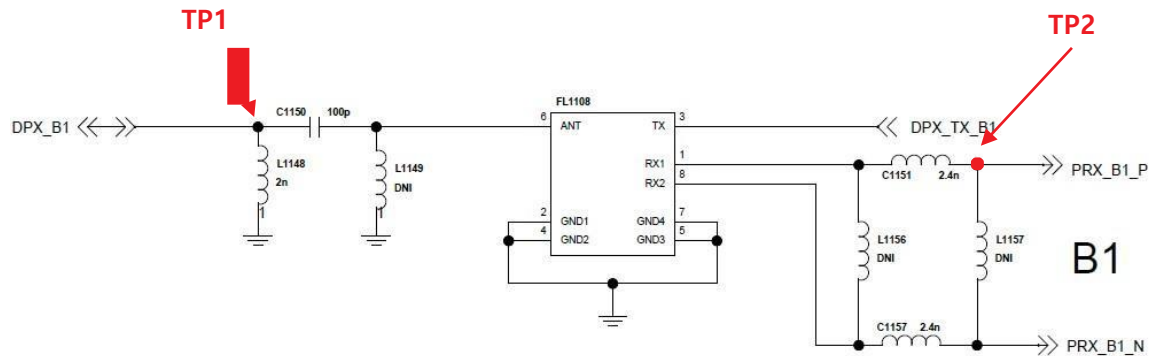 TP1
TP2
C1150
100p
FL1108
DPX_B1
6
ANT
TX
3
DPX_TX_B1
L1148
2n
1
L1149
DNI
1
RX1
1
C1151
2.4n
PRX_B1_P
RX2
8
2
GND1
GND4
7
4
GND2
GND3
5
L1156
DNI
L1157
DNI
B1
C1157
2.4n
PRX_B1_N